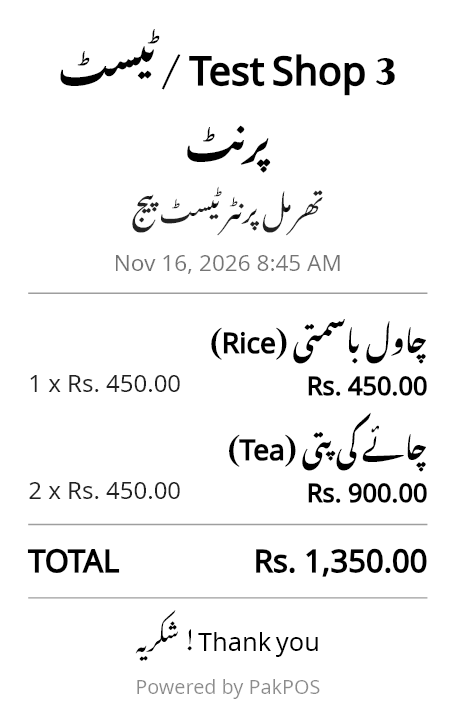 Test Shop 3 / ٹیسٹ
پرنٹ
تھرمل پرنٹر ٹیسٹ پیج
Nov 16, 2026 8:45 AM
چاول باسمتی (Rice)
1 x Rs. 450.00 Rs. 450.00
چائے کی پتی (Tea)
2 x Rs. 450.00 Rs. 900.00
TOTAL Rs. 1,350.00
شکریہ ! Thank you
Powered by PakPOS